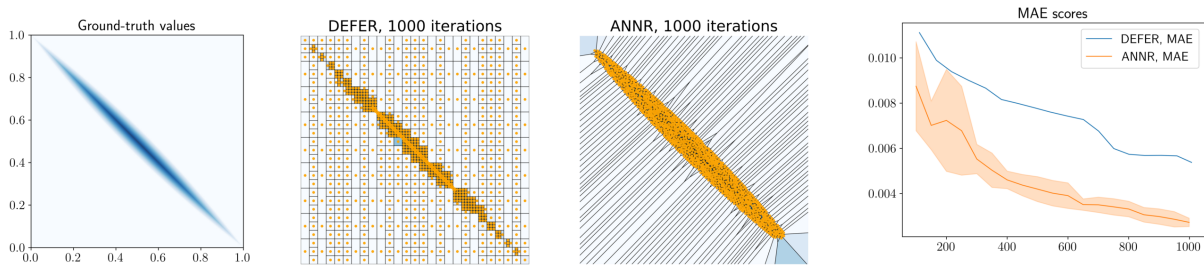 Ground-truth values
1.0
0.8
0.6
0.4
0.2
0.0
0.0 0.2 0.4 0.6 0.8 1.0
DEFER, 1000 iterations
ANNR, 1000 iterations
MAE scores
DEFER, MAE
ANNR, MAE
0.010
0.008
0.006
0.004
200 400 600 800 1000